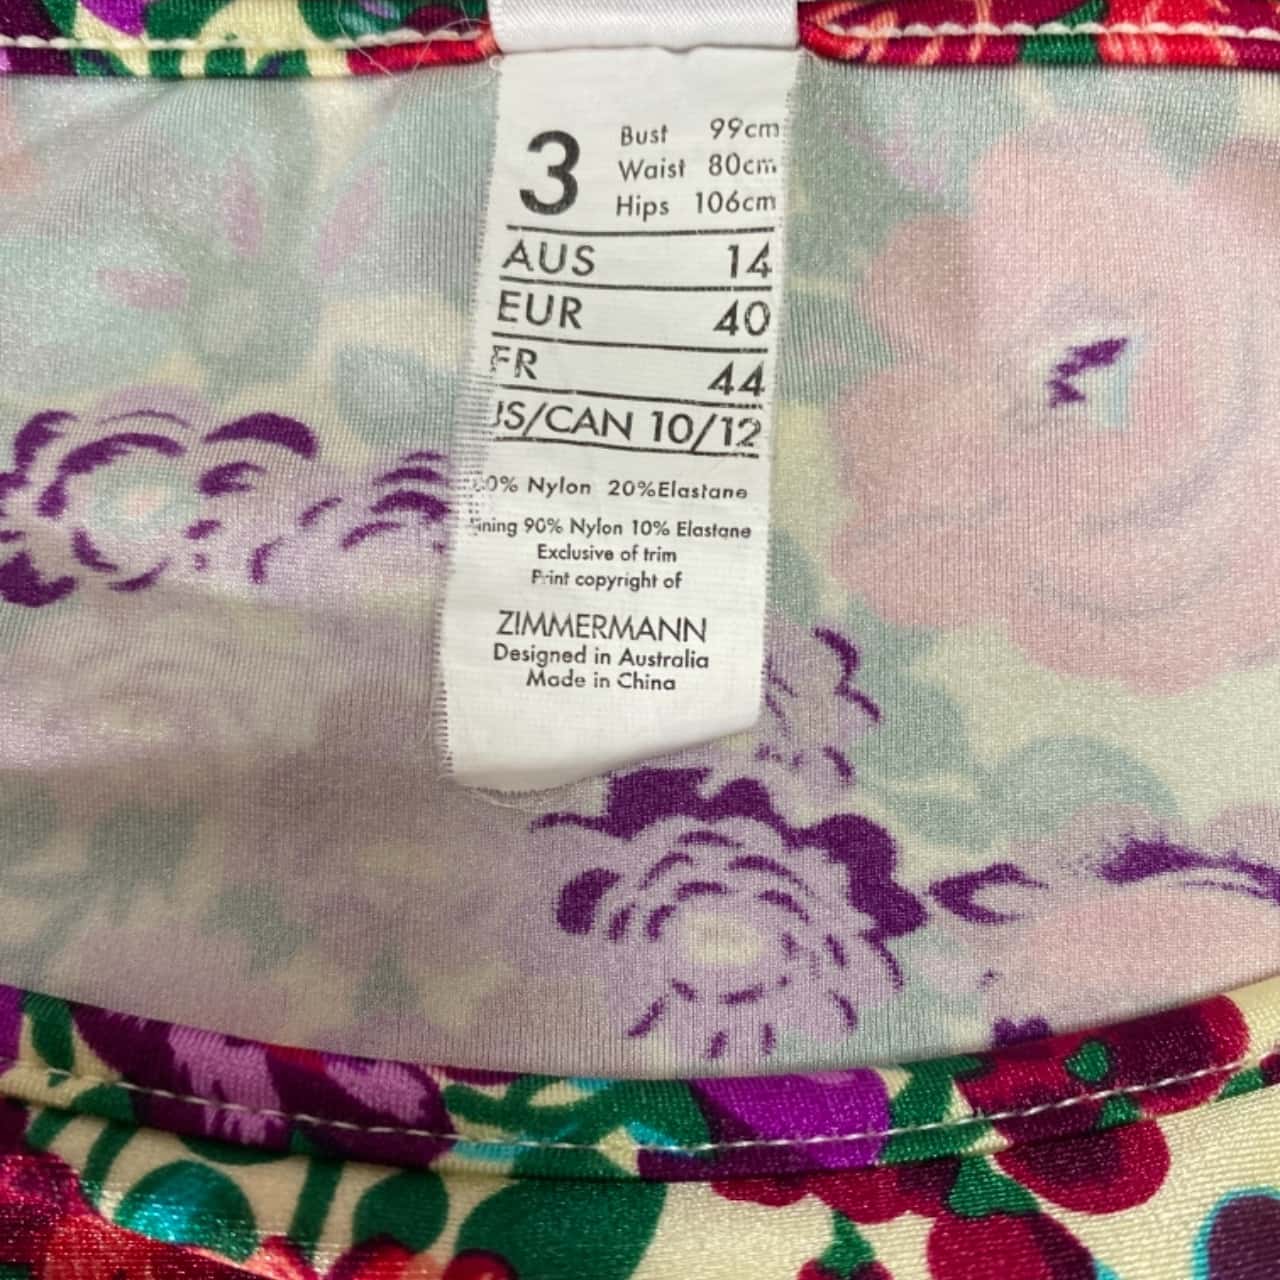 3
Bust 99cm
Waist 80cm
Hips 106cm
AUS 14
EUR 40
FR 44
US/CAN 10/12
0% Nylon 20%Elastane
ining 90% Nylon 10% Elastane
Exclusive of trim
Print copyright of
ZIMMERMANN
Designed in Australia
Made in China